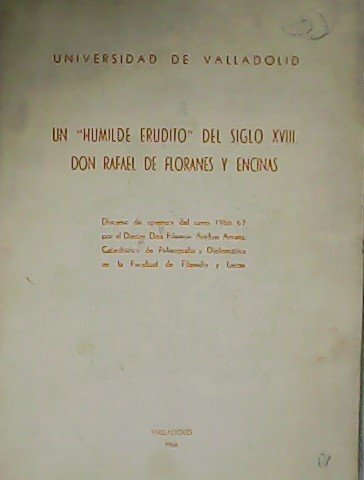 UNIVERSIDAD DE VALLADOLID
UN "HUMILDE ERUDITO" DEL SIGLO XVIII
DON RAFAEL DE FLORANES Y ENCINAS
Discurso de apertura del curso 1966-67
por el Doctor Don Filemón Arribas Arranz,
Catedrático de Paleografía y Diplomática
en la Facultad de Filosofía y Letras
VALLADOLID
1966